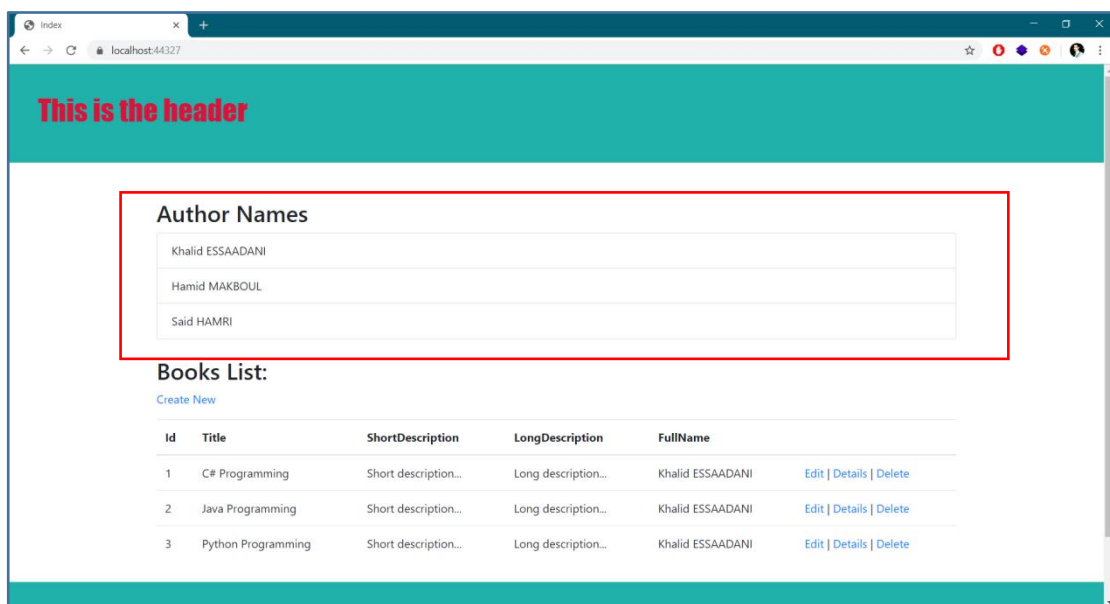 Index
localhost:44327
This is the header
Author Names
Khalid ESSAADANI
Hamid MAKBOUL
Said HAMRI
Books List:
Create New
Id Title ShortDescription LongDescription FullName
1 C# Programming Short description... Long description... Khalid ESSAADANI Edit | Details | Delete
2 Java Programming Short description... Long description... Khalid ESSAADANI Edit | Details | Delete
3 Python Programming Short description... Long description... Khalid ESSAADANI Edit | Details | Delete